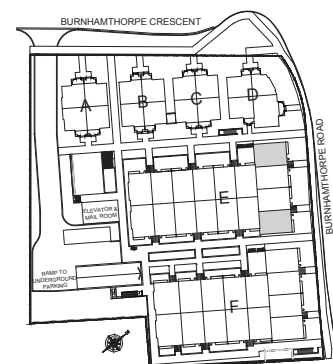 BURNHAMTHORPE CRESCENT
A
B
C
D
BURNHAMTHORPE ROAD
E
ELEVATOR &
MAIL ROOM
RAMP TO
UNDERGROUND
PARKING
F